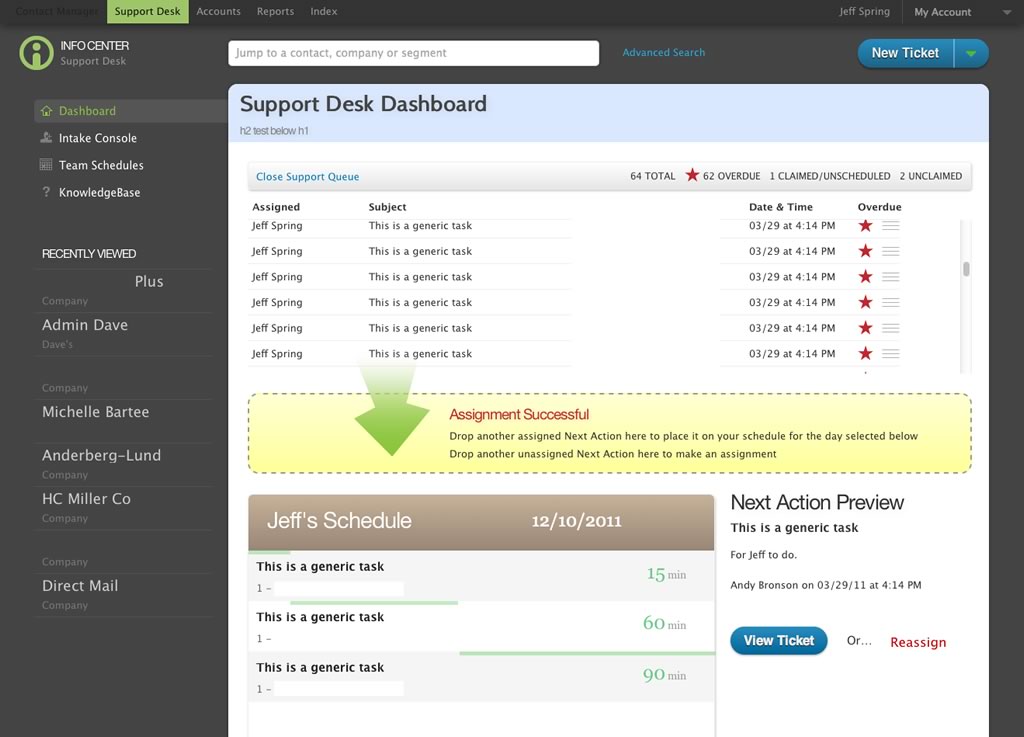 Contact Manager Support Desk Accounts Reports Index Jeff Spring My Account
INFO CENTER
Support Desk
Jump to a contact, company or segment
Advanced Search
New Ticket
Dashboard
Intake Console
Team Schedules
? KnowledgeBase
RECENTLY VIEWED
Plus
Company
Admin Dave
Dave's
Company
Michelle Bartee
Anderberg-Lund
Company
HC Miller Co
Company
Company
Direct Mail
Company
Support Desk Dashboard
h2 test below h1
Close Support Queue 64 TOTAL 62 OVERDUE 1 CLAIMED/UNSCHEDULED 2 UNCLAIMED
Assigned Subject Date & Time Overdue
Jeff Spring This is a generic task 03/29 at 4:14 PM
Jeff Spring This is a generic task 03/29 at 4:14 PM
Jeff Spring This is a generic task 03/29 at 4:14 PM
Jeff Spring This is a generic task 03/29 at 4:14 PM
Jeff Spring This is a generic task 03/29 at 4:14 PM
Jeff Spring This is a generic task 03/29 at 4:14 PM
Assignment Successful
Drop another assigned Next Action here to place it on your schedule for the day selected below
Drop another unassigned Next Action here to make an assignment
Jeff's Schedule 12/10/2011
This is a generic task 15 min
1 –
This is a generic task 60 min
1 –
This is a generic task 90 min
1 –
Next Action Preview
This is a generic task
For Jeff to do.
Andy Bronson on 03/29/11 at 4:14 PM
View Ticket Or... Reassign